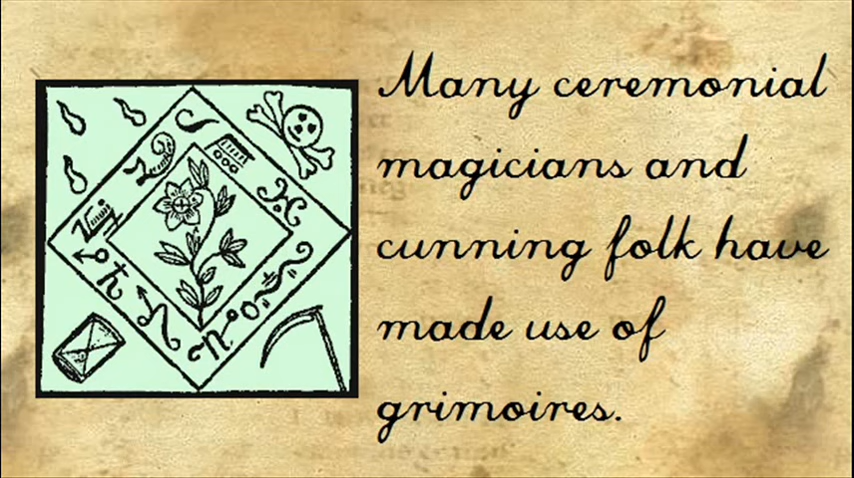 Many ceremonial
magicians and
cunning folk have
made use of
grimoires.